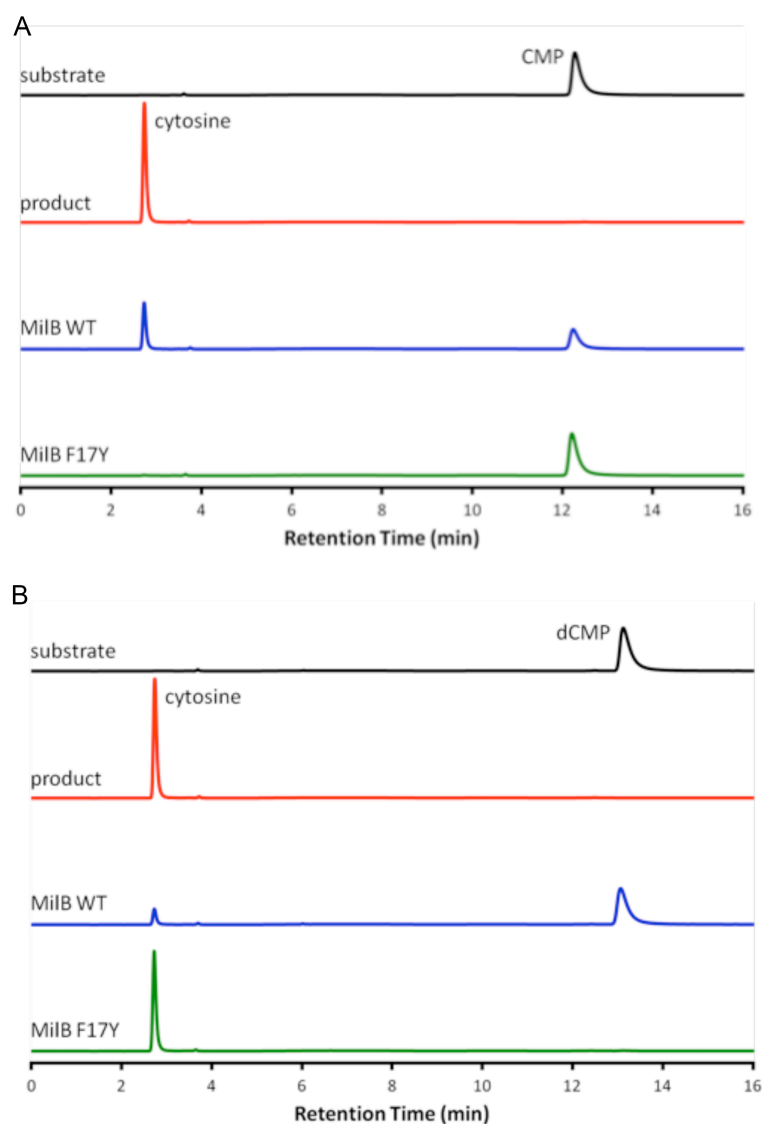 A
CMP
substrate
cytosine
product
MilB WT
MilB F17Y
0 2 4 6 8 10 12 14 16
Retention Time (min)
B
dCMP
substrate
cytosine
product
MilB WT
MilB F17Y
0 2 4 6 8 10 12 14 16
Retention Time (min)